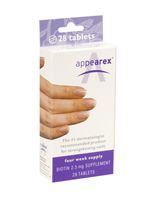 28 tablets
appearex
The #1 dermatologist
recommended product
for strengthening nails
four week supply
BIOTIN 2.5 mg SUPPLEMENT
28 TABLETS